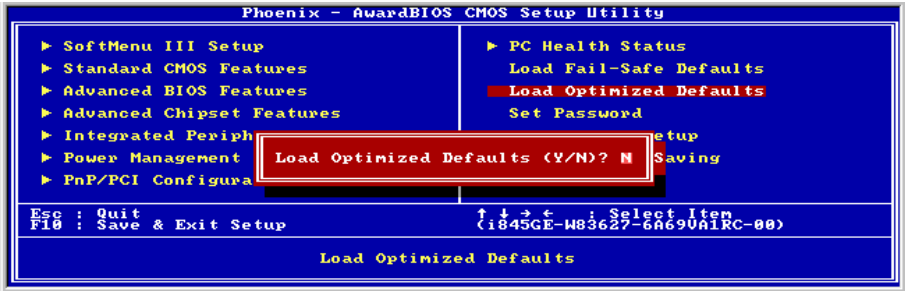 Phoenix - AwardBIOS CMOS Setup Utility
▶ SoftMenu III Setup
▶ Standard CMOS Features
▶ Advanced BIOS Features
▶ Advanced Chipset Features
▶ Integrated Periph
▶ Power Management
▶ PnP/PCI Configura
▶ PC Health Status
Load Fail-Safe Defaults
Load Optimized Defaults
Set Password
etup
Saving
Load Optimized Defaults (Y/N)? N
Esc : Quit
F10 : Save & Exit Setup
↑ ↓ → ← : Select Item
(i845GE-W83627-6A69VA1RC-00)
Load Optimized Defaults